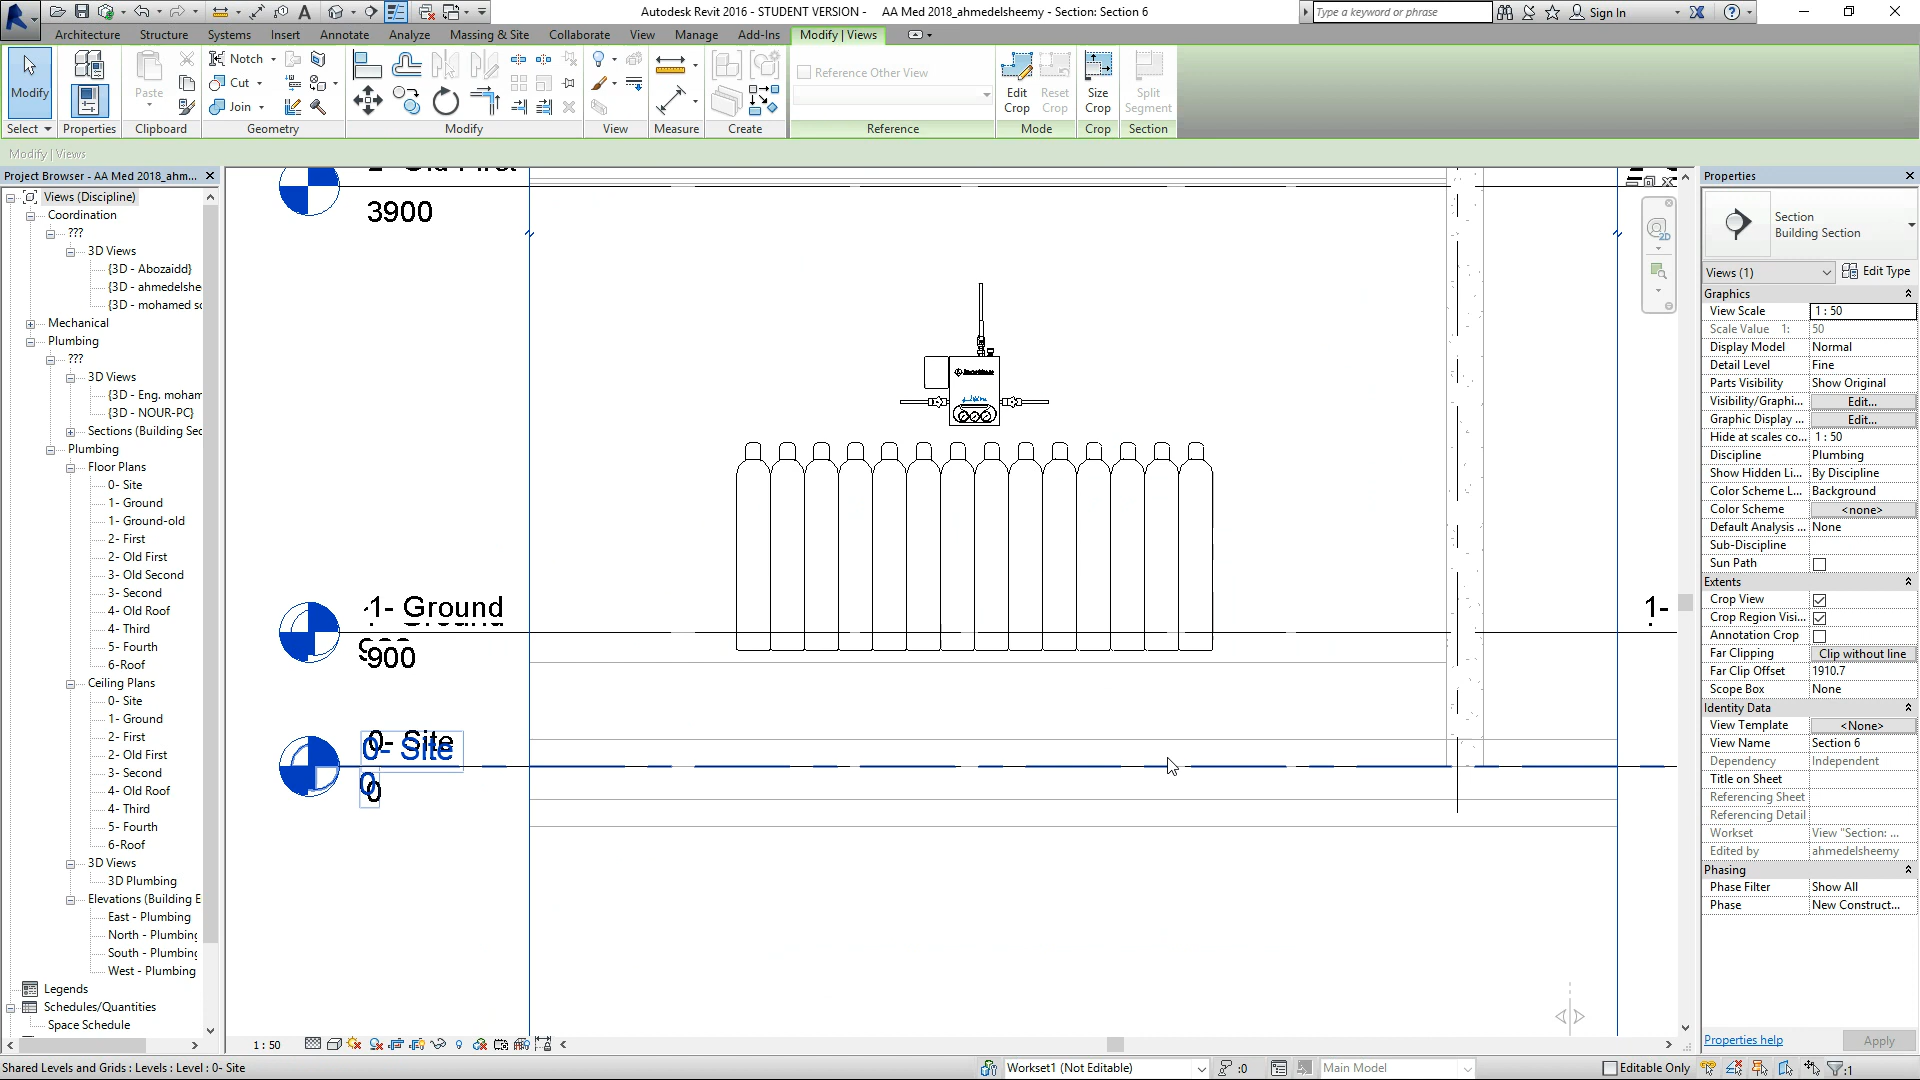 Autodesk Revit 2016 - STUDENT VERSION - AA Med 2018_ahmedelsheemy - Section: Section 6
Type a keyword or phrase
Sign In
Architecture Structure Systems Insert Annotate Analyze Massing & Site Collaborate View Manage Add-Ins Modify | Views
Modify
Paste
Notch
Cut
Join
Reference Other View
Edit Crop
Reset Crop
Size Crop
Split Segment
Select Properties Clipboard Geometry Modify View Measure Create Reference Mode Crop Section
Modify | Views
Project Browser - AA Med 2018_ahm...
Views (Discipline)
Coordination
???
3D Views
{3D - Abozaidd}
{3D - ahmedelshe
{3D - mohamed so
Mechanical
Plumbing
???
3D Views
{3D - Eng. moham
{3D - NOUR-PC}
Sections (Building Sec
Plumbing
Floor Plans
0- Site
1- Ground
1- Ground-old
2- First
2- Old First
3- Old Second
3- Second
4- Old Roof
4- Third
5- Fourth
6-Roof
Ceiling Plans
0- Site
1- Ground
2- First
2- Old First
3- Second
4- Old Roof
4- Third
5- Fourth
6-Roof
3D Views
3D Plumbing
Elevations (Building E
East - Plumbing
North - Plumbing
South - Plumbing
West - Plumbing
Legends
Schedules/Quantities
Space Schedule
2- Old First
3900
1- Ground
900
0- Site
0- Site
0
0
1-
2D
Properties
Section
Building Section
Views (1) Edit Type
Graphics
View Scale 1 : 50
Scale Value 1: 50
Display Model Normal
Detail Level Fine
Parts Visibility Show Original
Visibility/Graphi... Edit...
Graphic Display ... Edit...
Hide at scales co... 1 : 50
Discipline Plumbing
Show Hidden Li... By Discipline
Color Scheme L... Background
Color Scheme <none>
Default Analysis ... None
Sub-Discipline
Sun Path
Extents
Crop View
Crop Region Visi...
Annotation Crop
Far Clipping Clip without line
Far Clip Offset 1910.7
Scope Box None
Identity Data
View Template <None>
View Name Section 6
Dependency Independent
Title on Sheet
Referencing Sheet
Referencing Detail
Workset View "Section: ...
Edited by ahmedelsheemy
Phasing
Phase Filter Show All
Phase New Construct...
Properties help Apply
1 : 50
Shared Levels and Grids : Levels : Level : 0- Site
Workset1 (Not Editable) :0 Main Model Editable Only :1